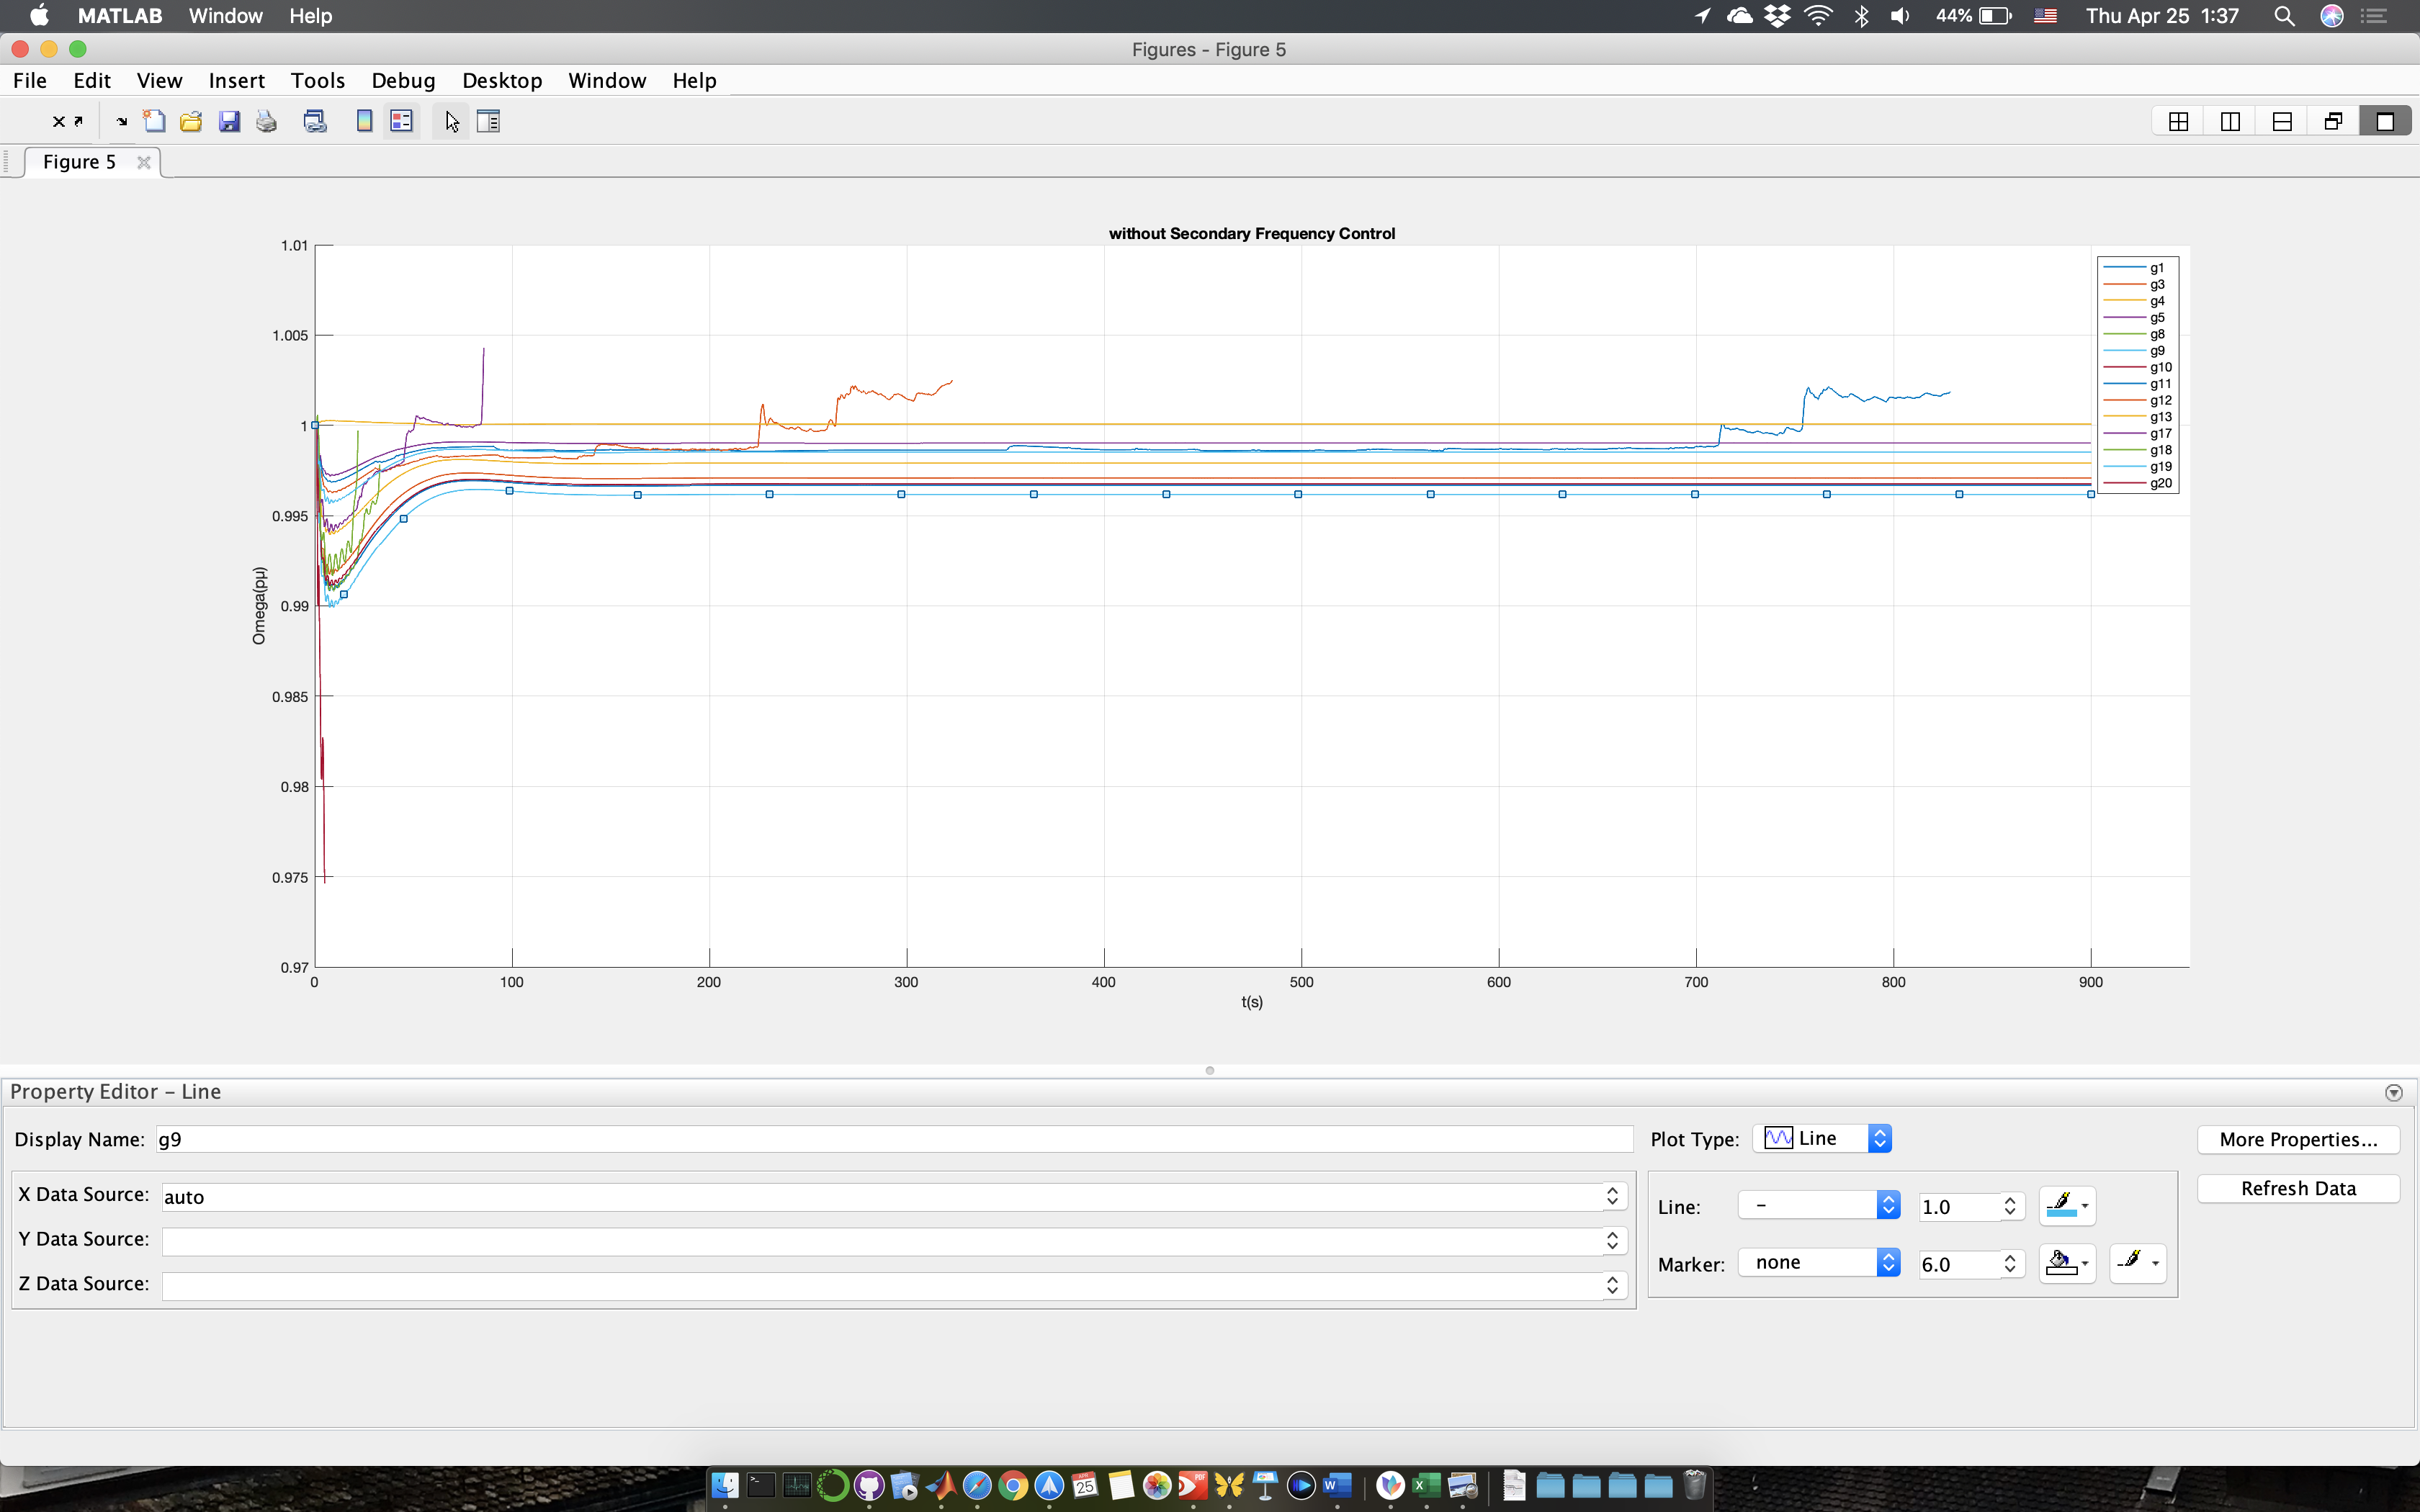 MATLAB Window Help 44% Thu Apr 25 1:37
Figures - Figure 5
File Edit View Insert Tools Debug Desktop Window Help
Figure 5
without Secondary Frequency Control
1.01
1.005
1
0.995
0.99
0.985
0.98
0.975
0.97
Omega(pµ)
0 100 200 300 400 500 600 700 800 900
t(s)
g1
g3
g4
g5
g8
g9
g10
g11
g12
g13
g17
g18
g19
g20
Property Editor – Line
Display Name: g9 Plot Type: Line More Properties...
X Data Source: auto Line: – 1.0 Refresh Data
Y Data Source:
Z Data Source: Marker: none 6.0
APR
25
PDF
W
X